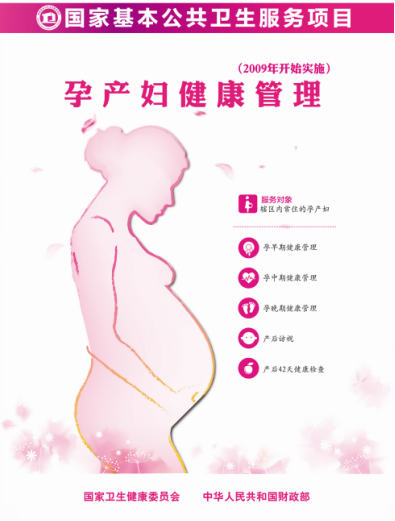 国家基本公共卫生服务项目
（2009年开始实施）
孕产妇健康管理
服务对象
辖区内常住的孕产妇
孕早期健康管理
孕中期健康管理
孕晚期健康管理
产后访视
产后42天健康检查
国家卫生健康委员会 中华人民共和国财政部